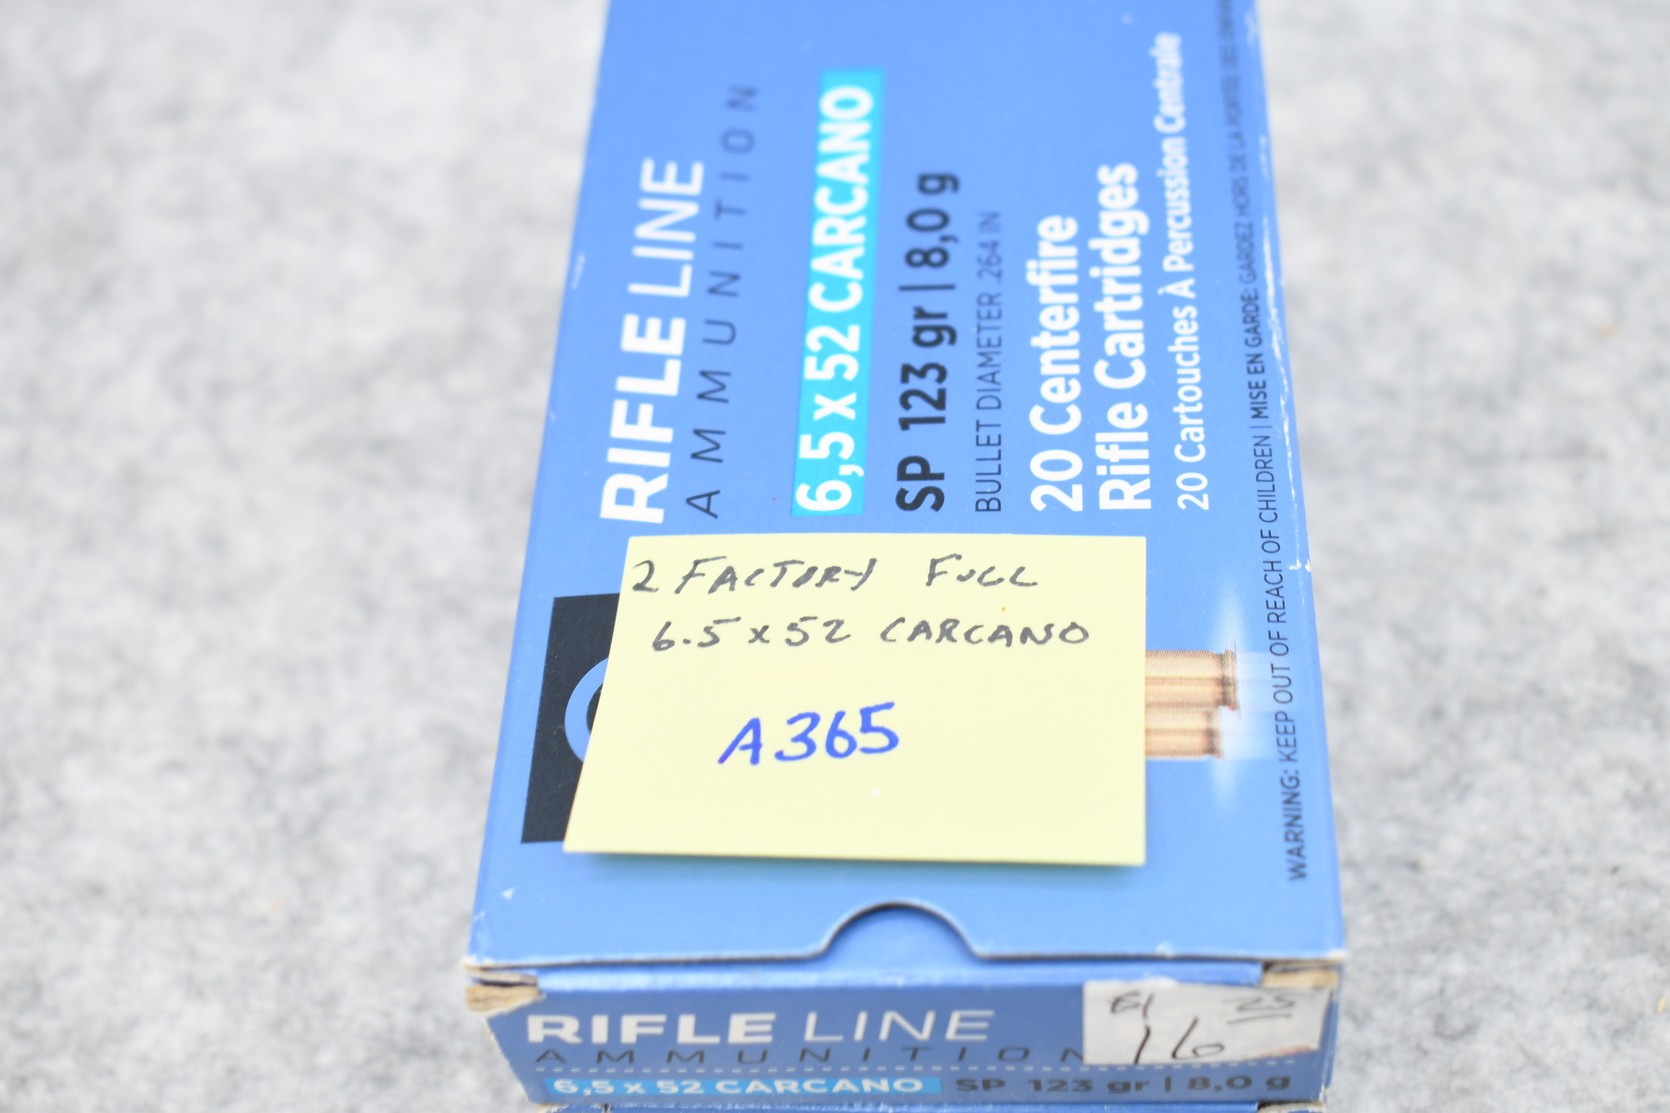 RIFLE LINE
AMMUNITION
6,5 x 52 CARCANO
SP 123 gr | 8,0 g
BULLET DIAMETER .264 IN
20 Centerfire
Rifle Cartridges
20 Cartouches À Percussion Centrale
WARNING: KEEP OUT OF REACH OF CHILDREN | MISE EN GARDE: GARDEZ HORS DE LA PORTÉE DES
2 FACTORY FULL
6.5 x 52 CARCANO
A365
RIFLE LINE
AMMUNITION
6,5 x 52 CARCANO SP 123 gr | 8,0 g
25
16